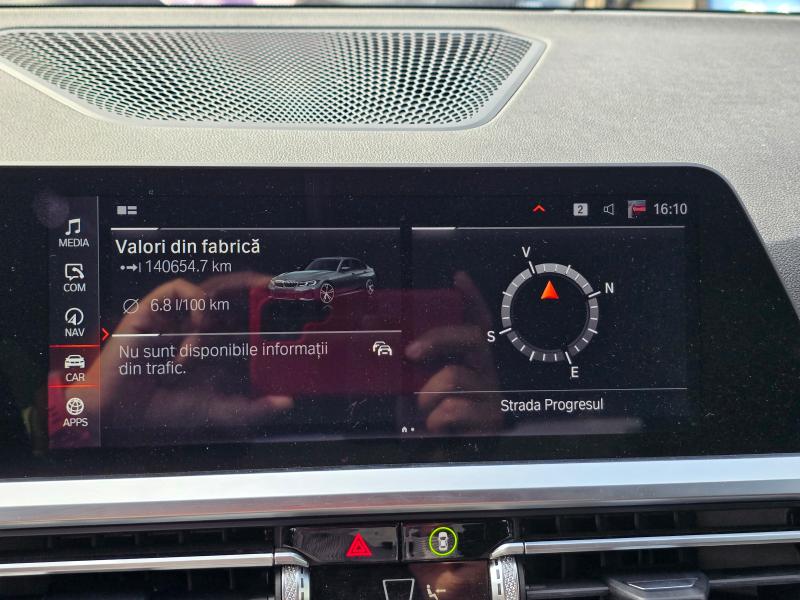 2
16:10
MEDIA
COM
NAV
CAR
APPS
Valori din fabrică
140654.7 km
6.8 l/100 km
Nu sunt disponibile informații
din trafic.
V
N
S
E
Strada Progresul